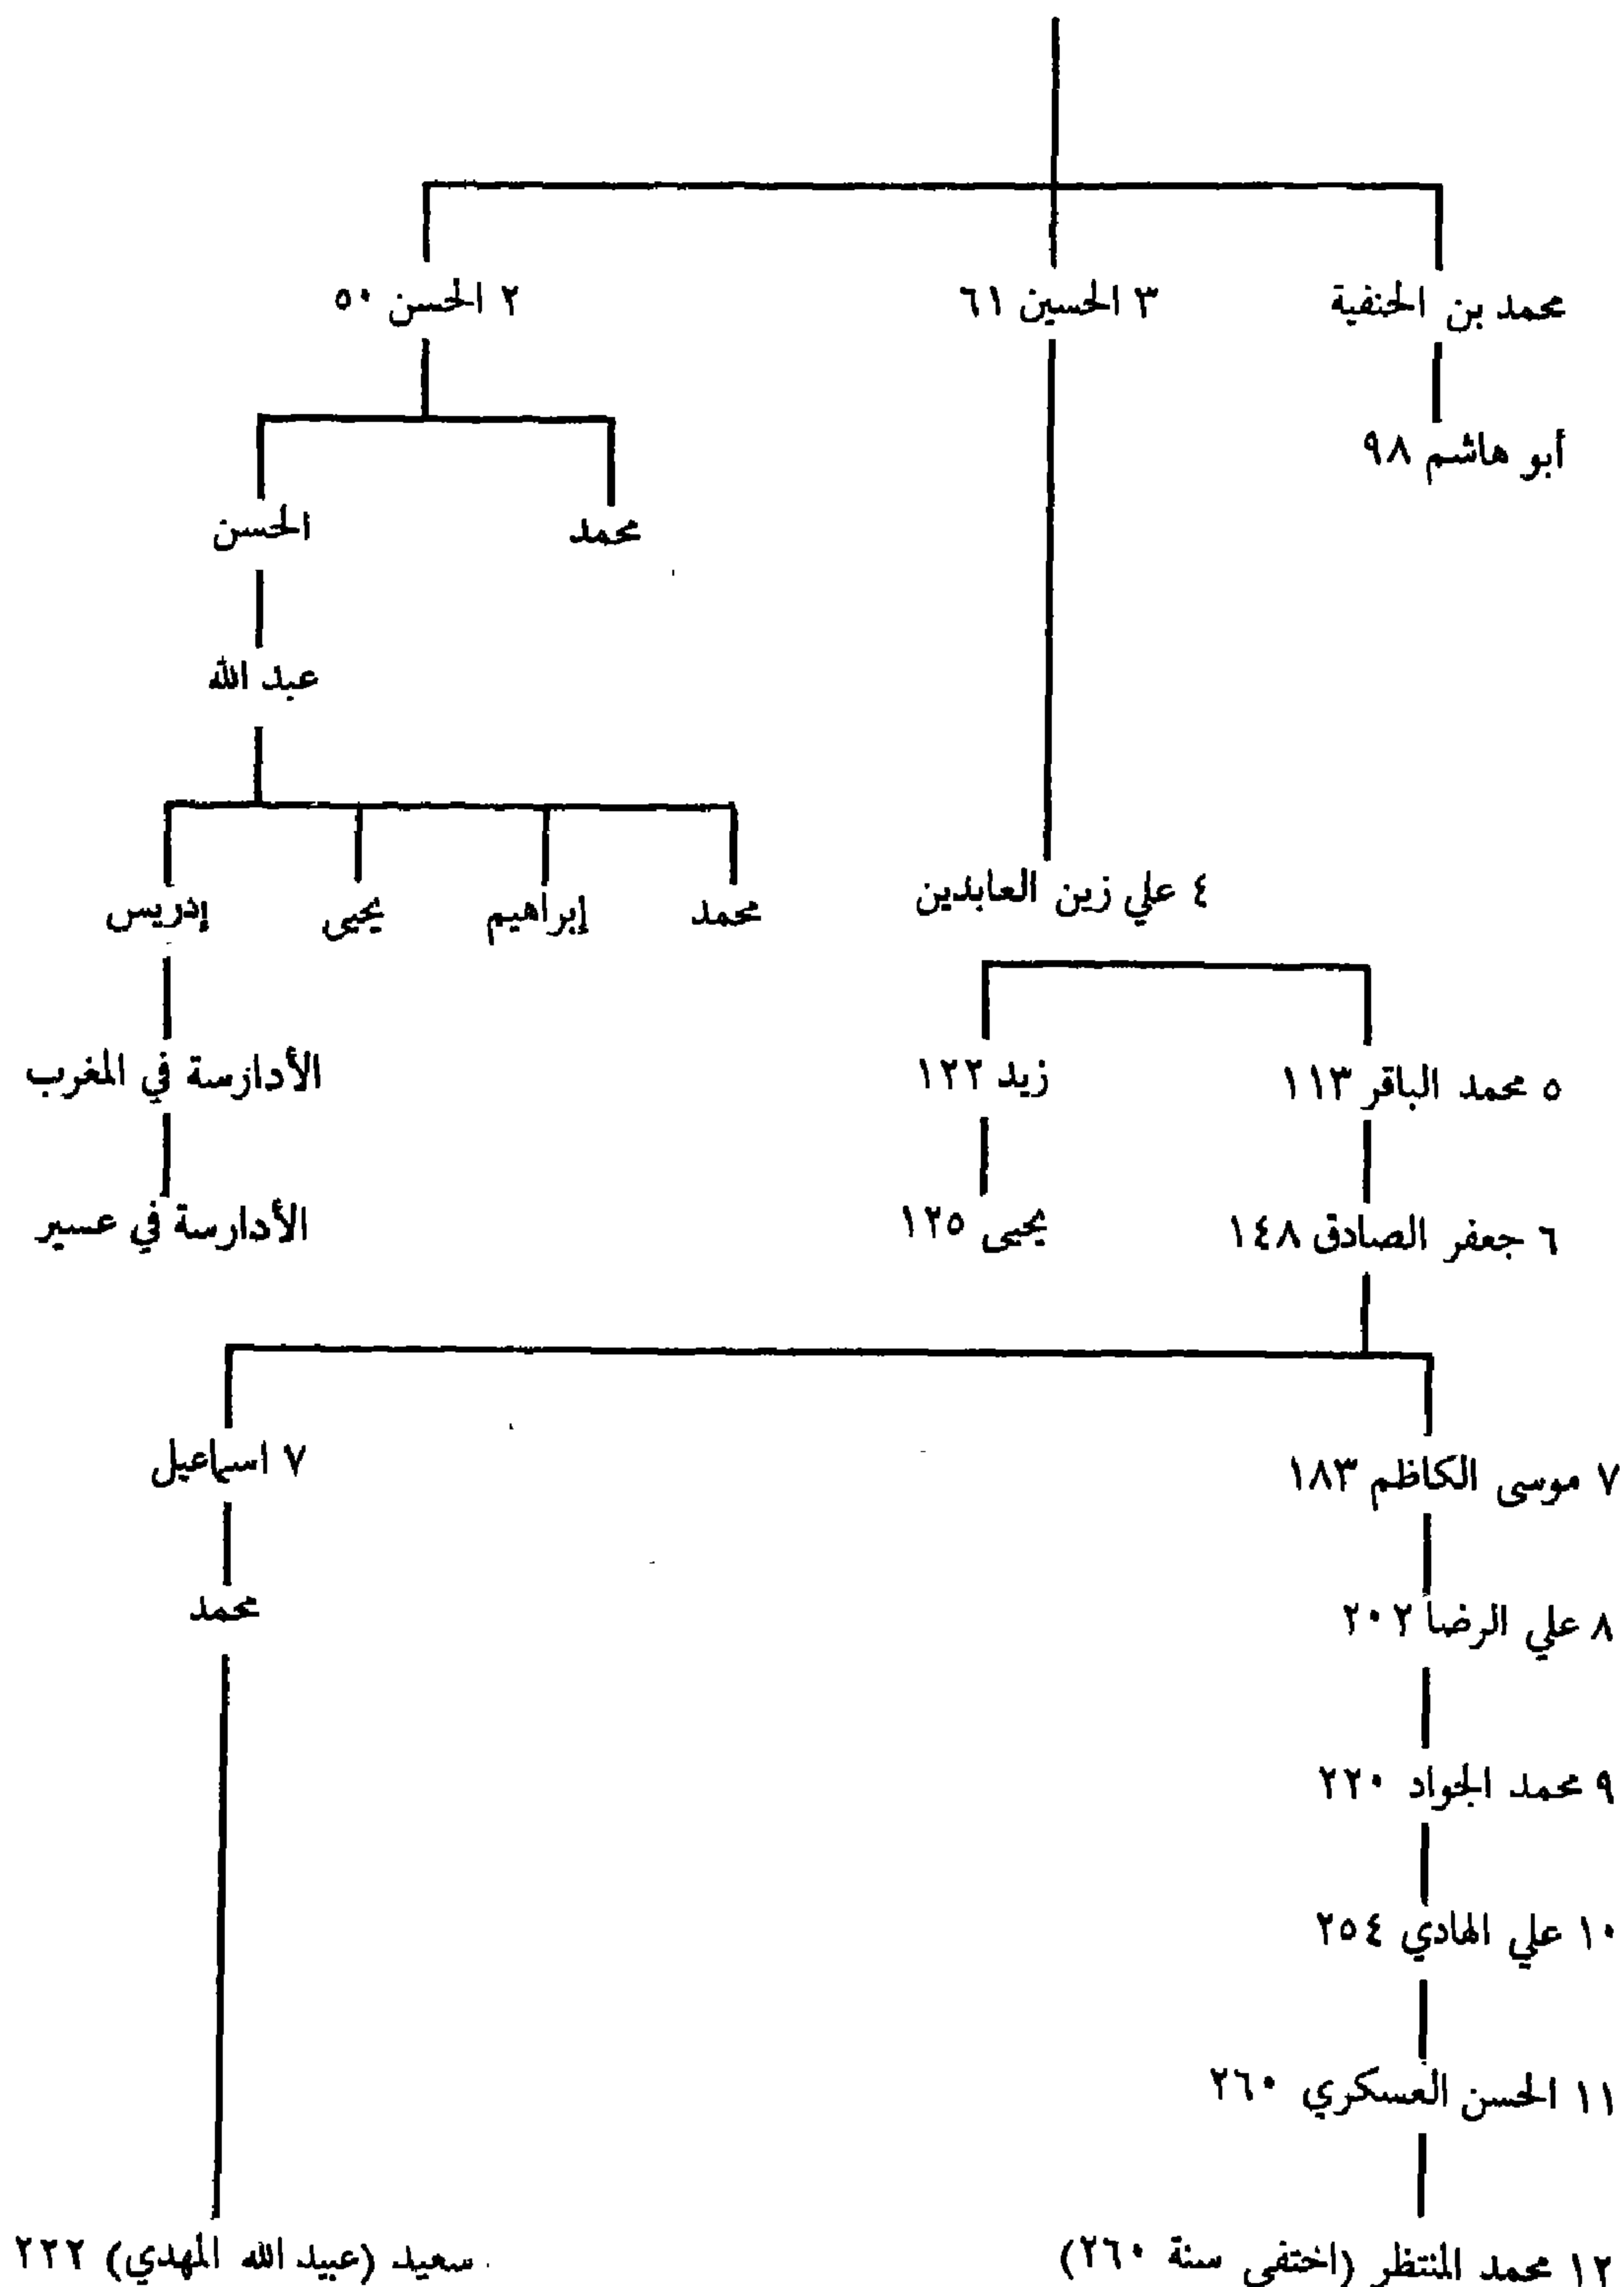 محمد بن الحنفية
٣ الحسين ٦١
٢ الحسن ٥٠
أبو هاشم ٩٨
محمد
الحسن
عبد الله
٤ علي زين العابدين
محمد
إبراهيم
يحيى
إدريس
٥ محمد الباقر ١١٣
زيد ١٢٢
الأدارسة في المغرب
٦ جعفر الصادق ١٤٨
يحيى ١٢٥
الأدارسة في عسير
٧ موسى الكاظم ١٨٣
٧ اسماعيل
٨ علي الرضا ٢٠٢
محمد
٩ محمد الجواد ٢٢٠
١٠ علي الهادي ٢٥٤
١١ الحسن العسكري ٢٦٠
١٢ محمد المنتظر (اختفى سنة ٢٦٠)
سعيد (عبيد الله المهدي) ٢٢٢